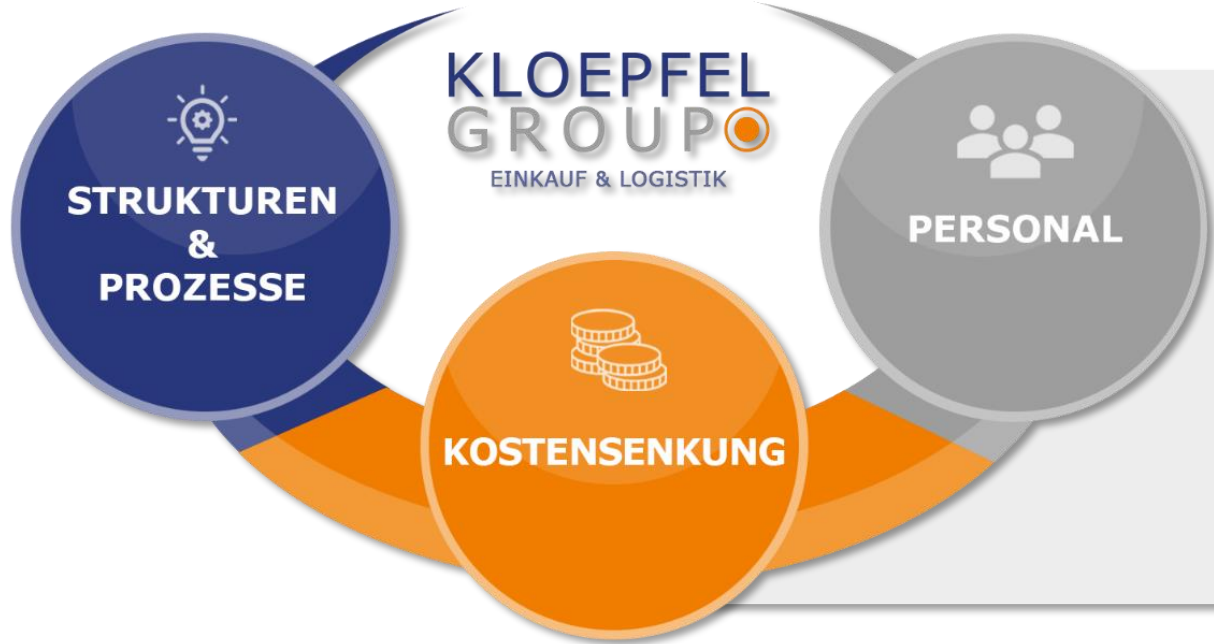 KLOEPFEL
GROUP
EINKAUF & LOGISTIK
STRUKTUREN
&
PROZESSE
KOSTENSENKUNG
PERSONAL